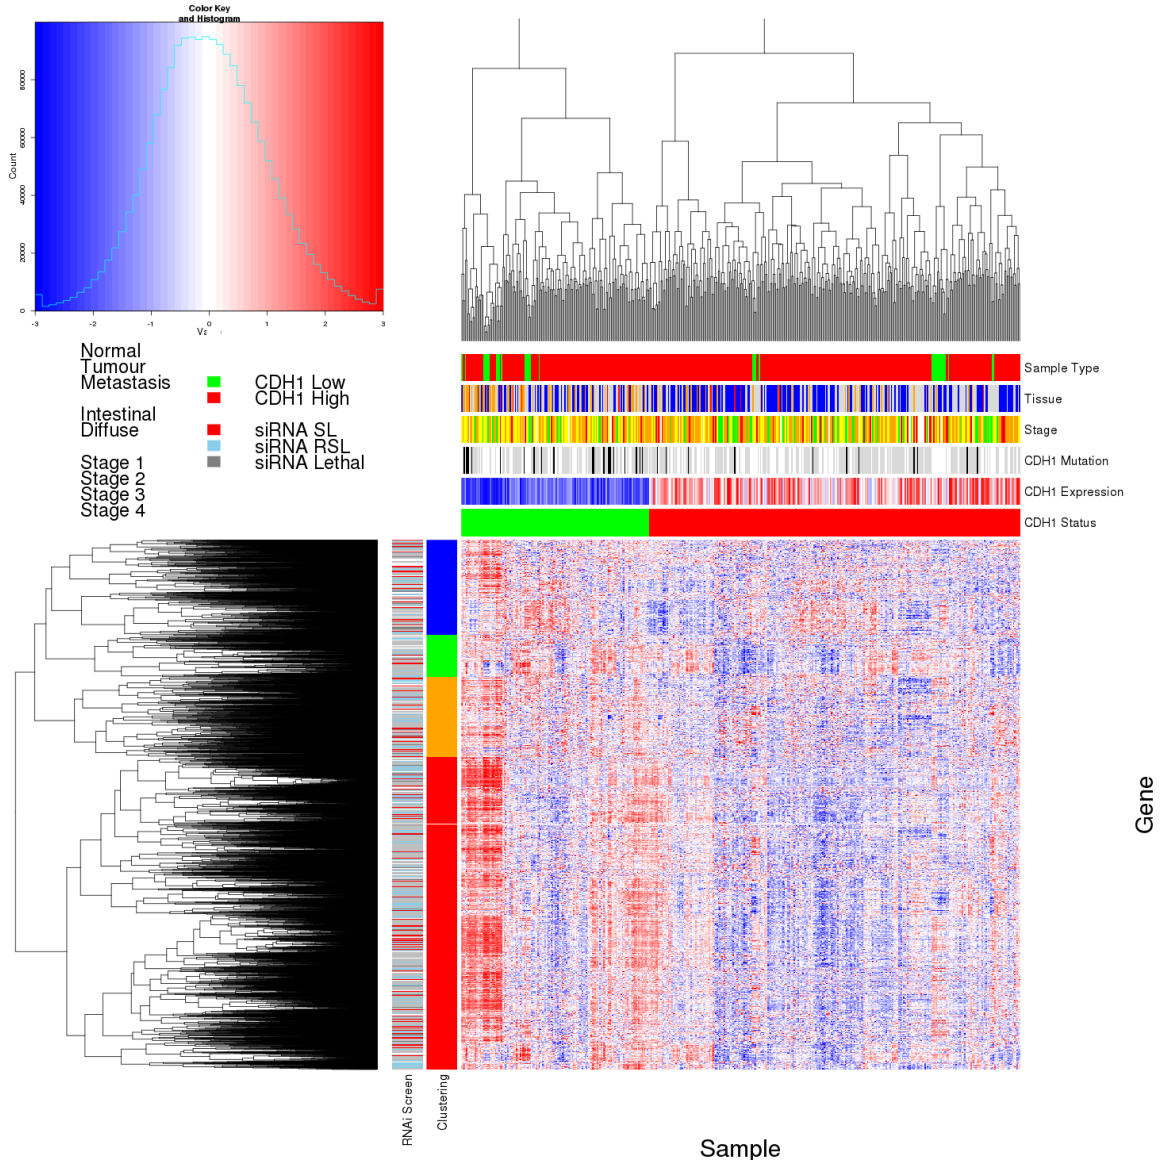 Color Key
and Histogram
Count
0
20000
40000
60000
80000
-3
-2
-1
0
1
2
3
Normal
Tumour
Metastasis
Intestinal
Diffuse
Stage 1
Stage 2
Stage 3
Stage 4
CDH1 Low
CDH1 High
siRNA SL
siRNA RSL
siRNA Lethal
Sample Type
Tissue
Stage
CDH1 Mutation
CDH1 Expression
CDH1 Status
Gene
RNAi Screen
Clustering
Sample